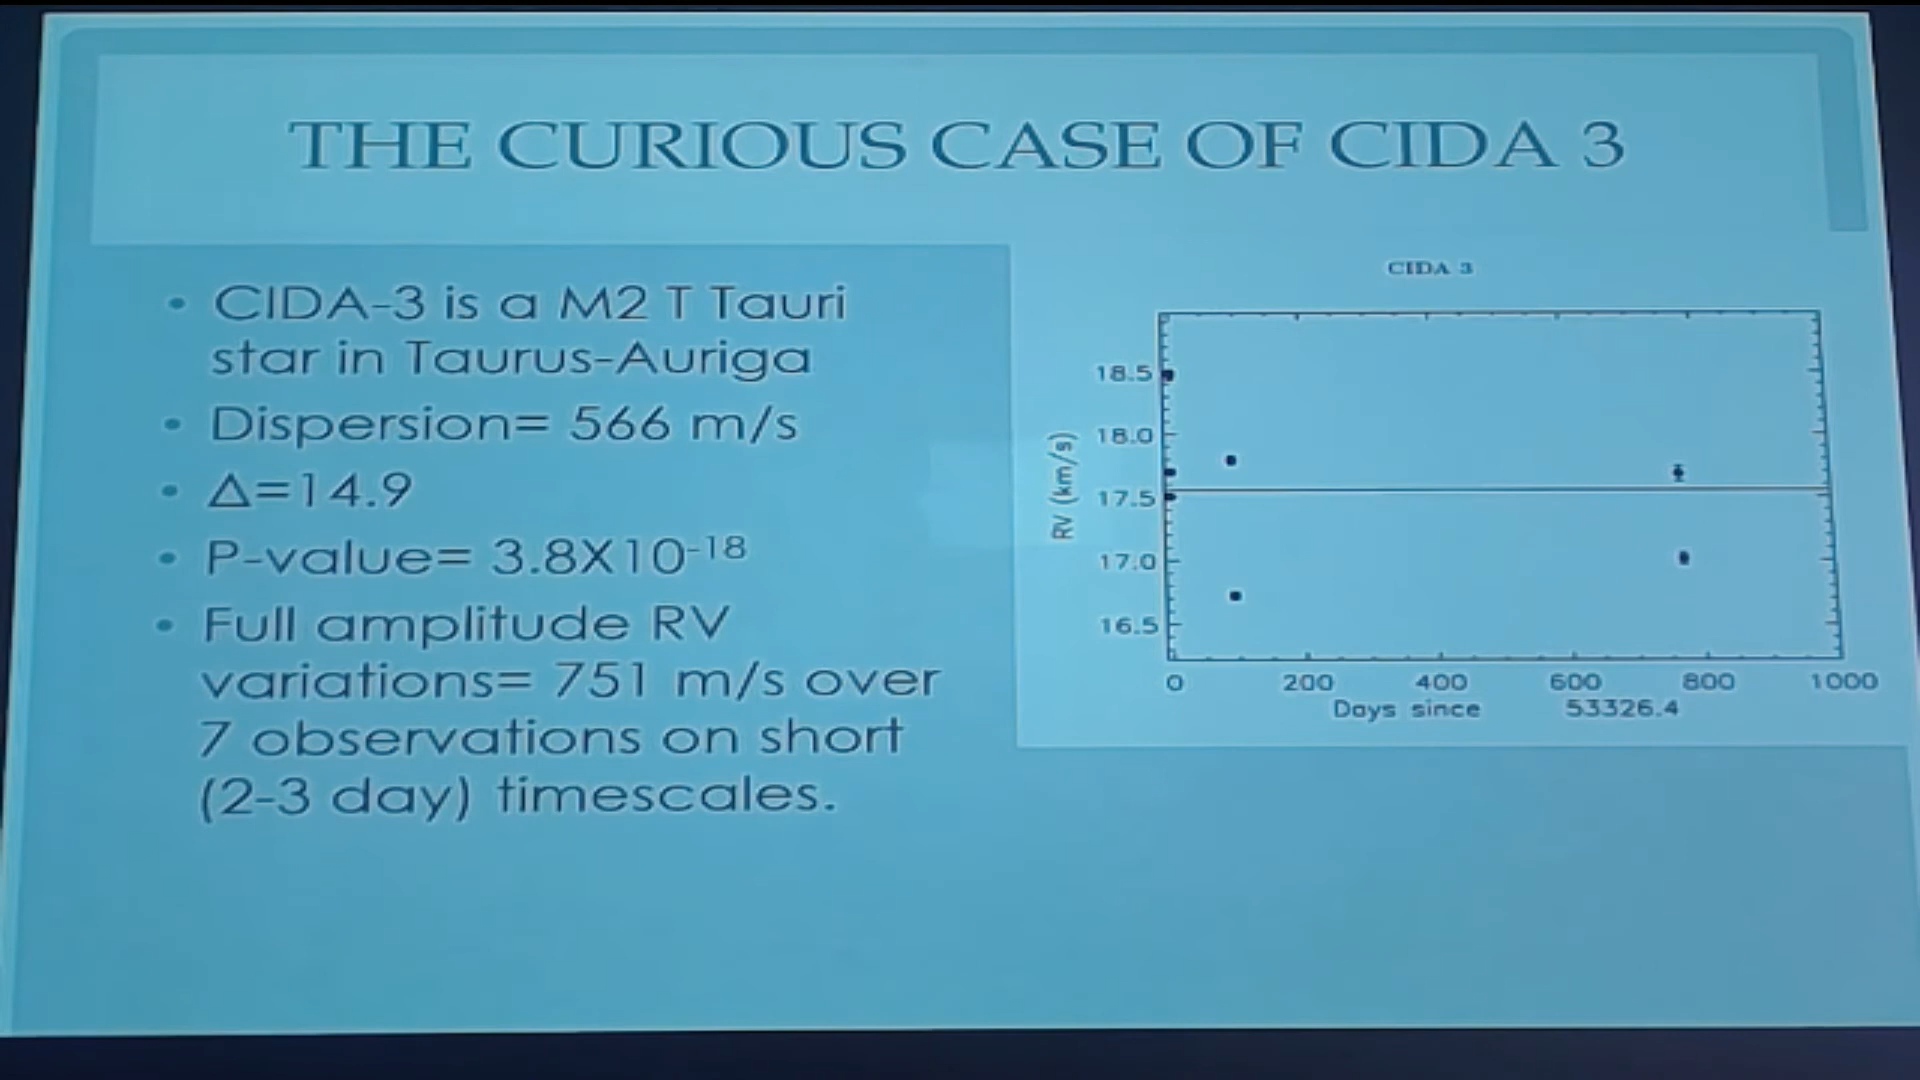 THE CURIOUS CASE OF CIDA 3
• CIDA-3 is a M2 T Tauri
star in Taurus-Auriga
• Dispersion= 566 m/s
• Δ=14.9
• P-value= 3.8X10⁻¹⁸
• Full amplitude RV
variations= 751 m/s over
7 observations on short
(2-3 day) timescales.
CIDA 3
RV (km/s)
18.5
18.0
17.5
17.0
16.5
0 200 400 600 800 1000
Days since 53326.4